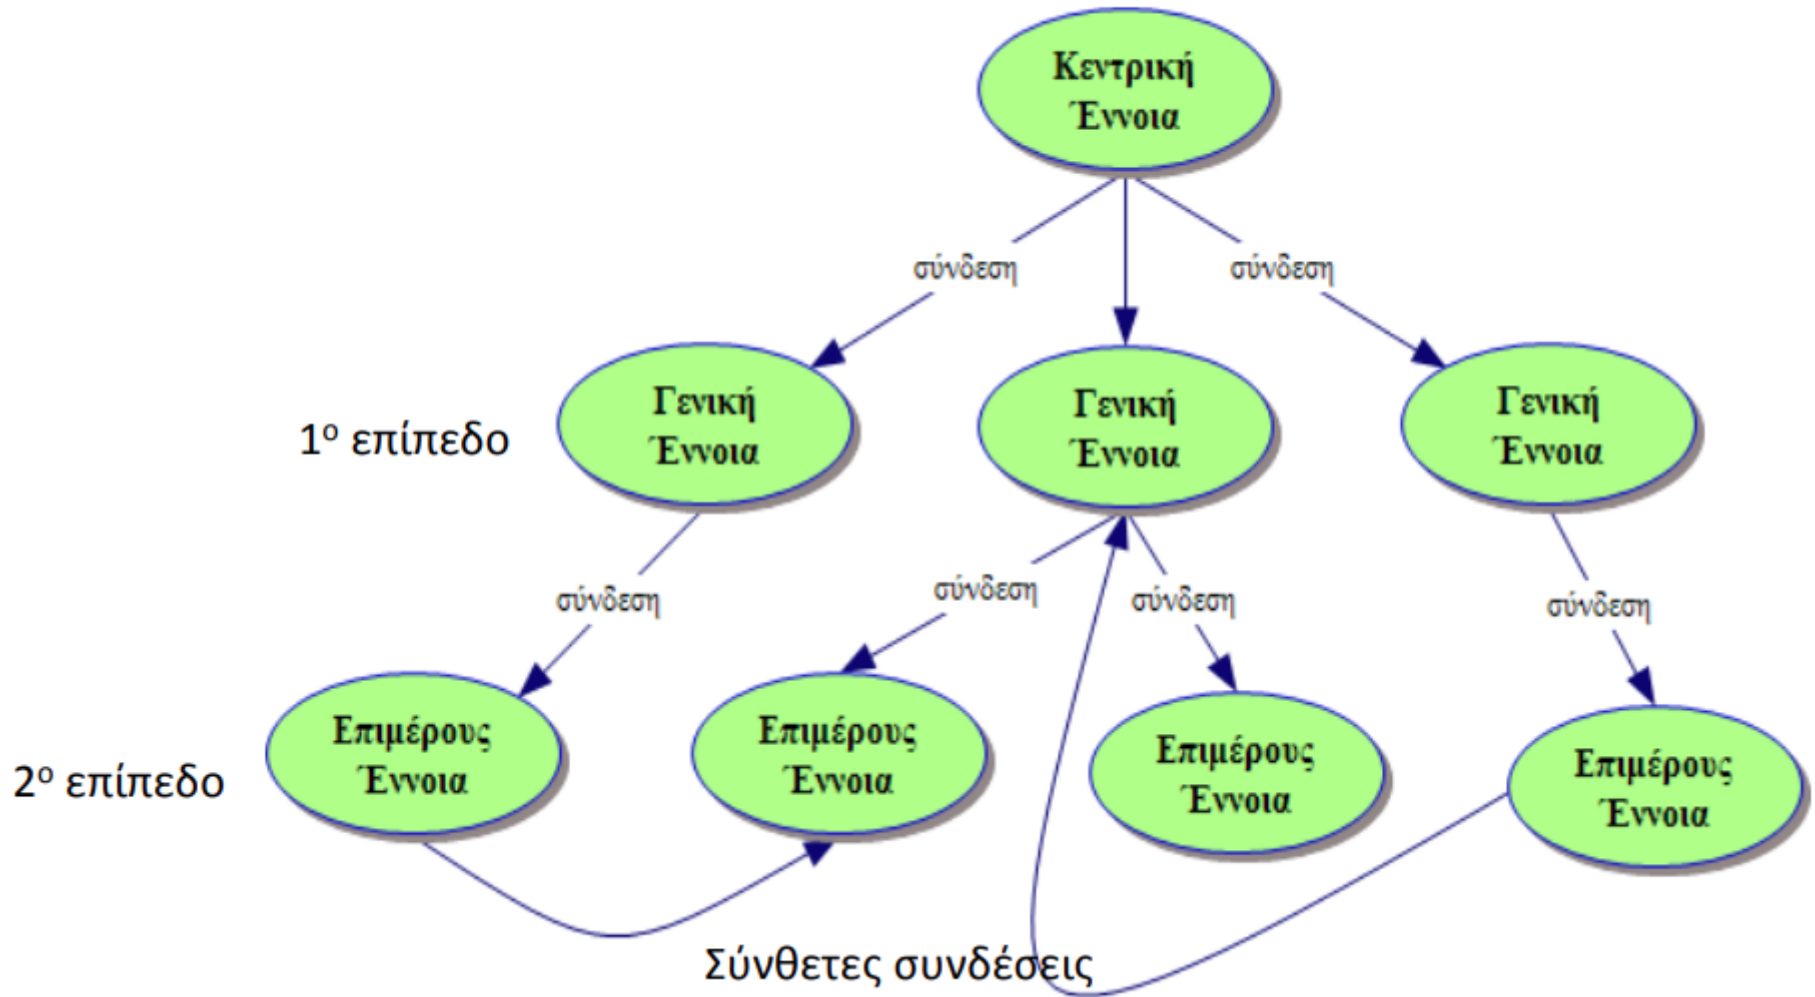 Κεντρική
Έννοια
σύνδεση
σύνδεση
1ο επίπεδο
Γενική
Έννοια
Γενική
Έννοια
Γενική
Έννοια
σύνδεση
σύνδεση
σύνδεση
σύνδεση
2ο επίπεδο
Επιμέρους
Έννοια
Επιμέρους
Έννοια
Επιμέρους
Έννοια
Επιμέρους
Έννοια
Σύνθετες συνδέσεις